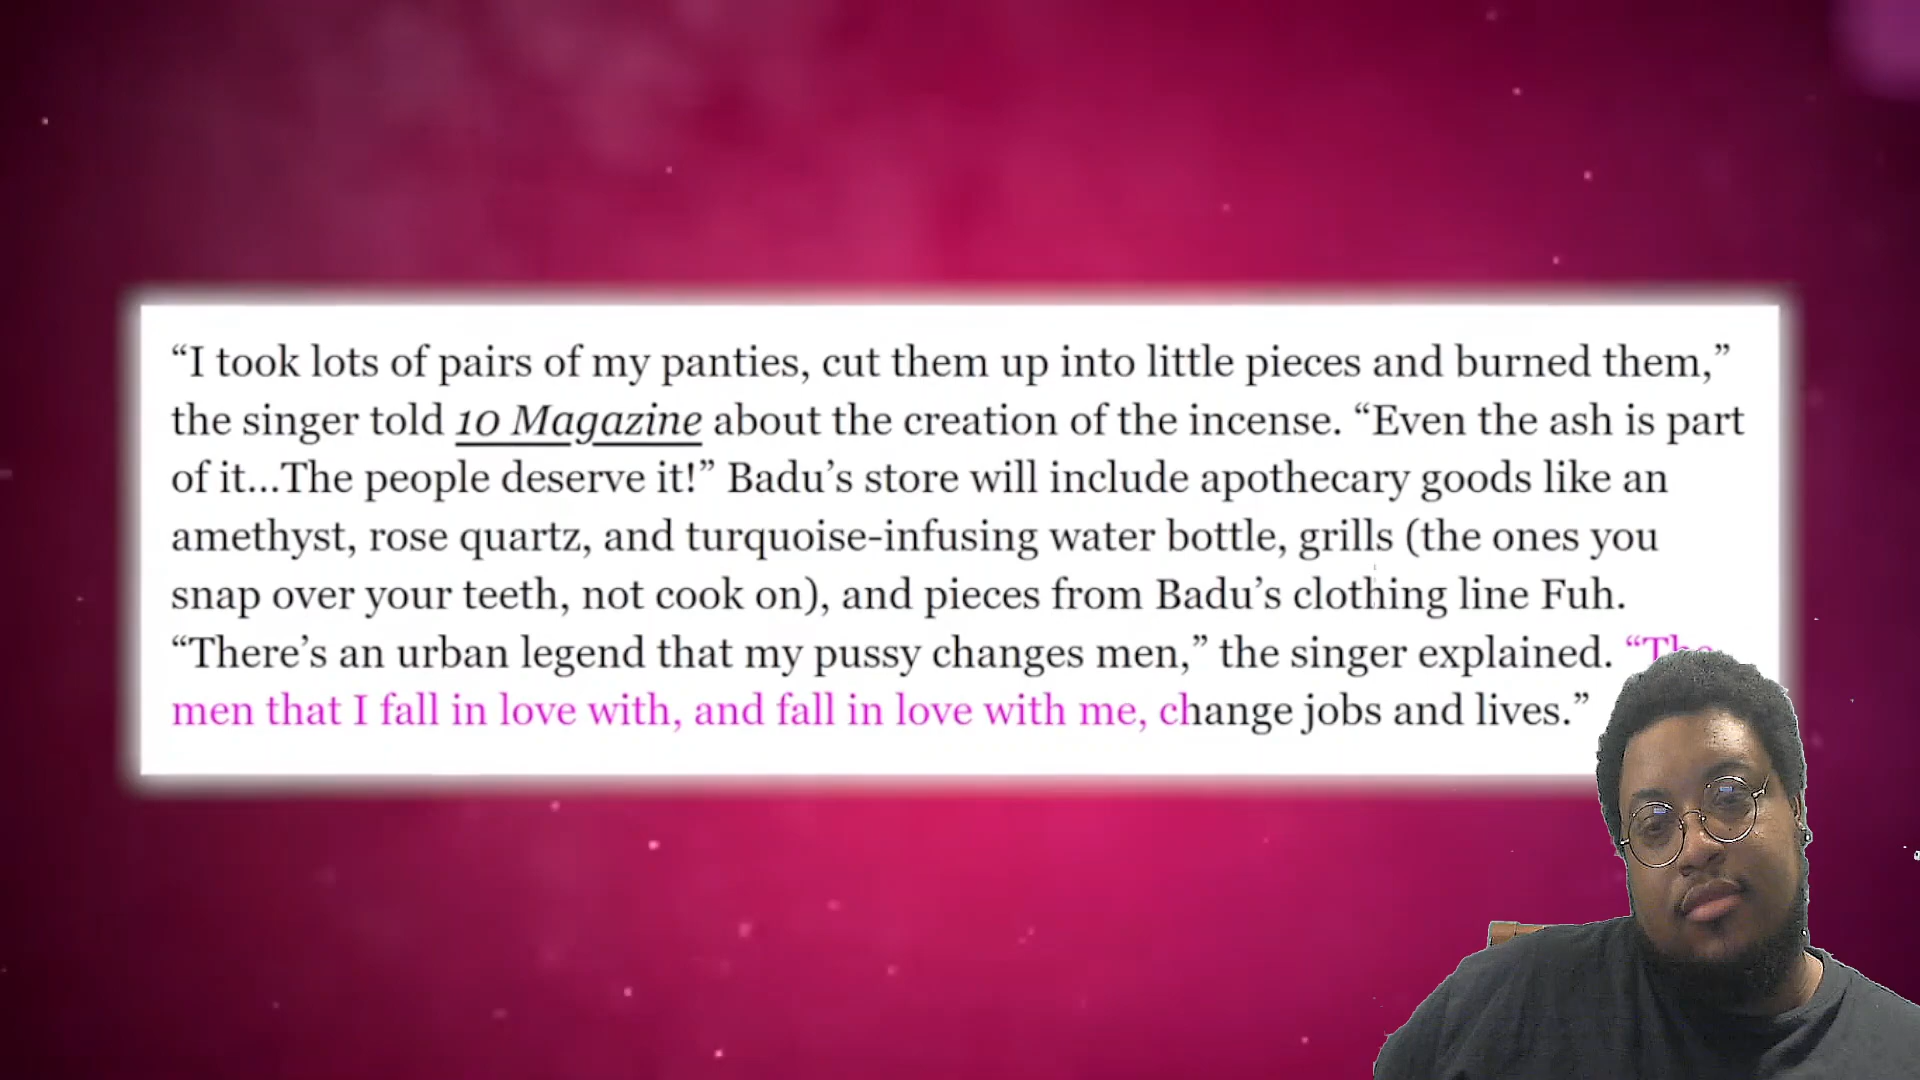 “I took lots of pairs of my panties, cut them up into little pieces and burned them,”
the singer told 10 Magazine about the creation of the incense. “Even the ash is part
of it…The people deserve it!” Badu’s store will include apothecary goods like an
amethyst, rose quartz, and turquoise-infusing water bottle, grills (the ones you
snap over your teeth, not cook on), and pieces from Badu’s clothing line Fuh.
“There’s an urban legend that my pussy changes men,” the singer explained. “The
men that I fall in love with, and fall in love with me, change jobs and lives.”